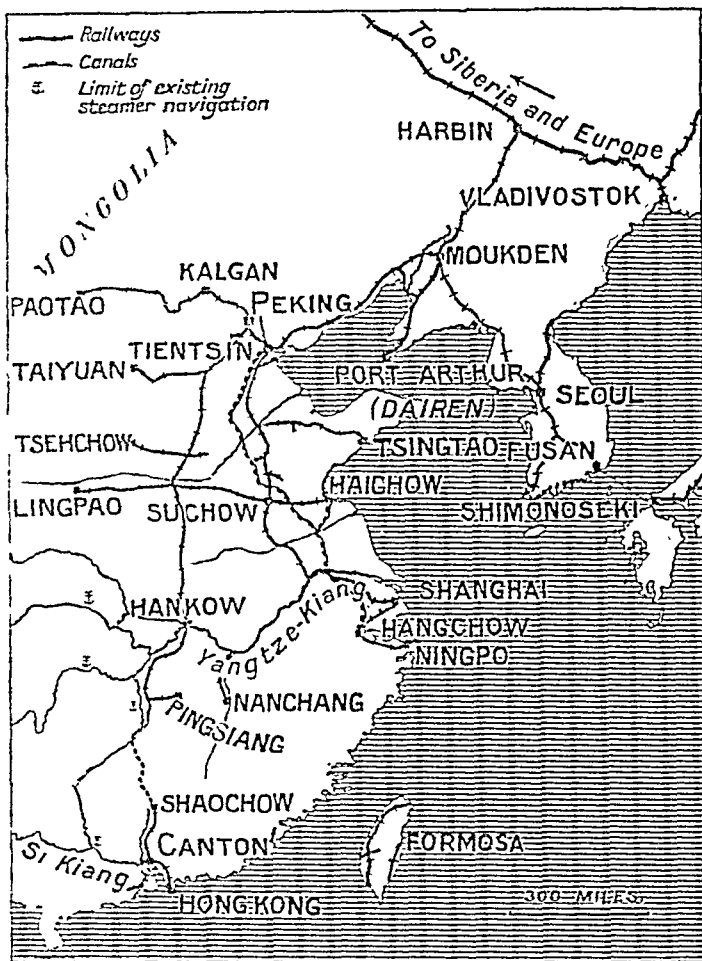 Railways
Canals
Limit of existing
steamer navigation
To Siberia and Europe
HARBIN
MONGOLIA
VLADIVOSTOK
MOUKDEN
KALGAN
PEKING
PAOTAO
TIENTSIN
TAIYUAN
PORT ARTHUR
(DAIREN)
SEOUL
TSEHCHOW
TSINGTAO
FUSAN
HAICHOW
LINGPAO
SUCHOW
SHIMONOSEKI
SHANGHAI
HANKOW
Yangtze-Kiang
HANGCHOW
NINGPO
NANCHANG
PINGSIANG
SHAOCHOW
CANTON
FORMOSA
Si Kiang
HONG KONG
300 MILES.